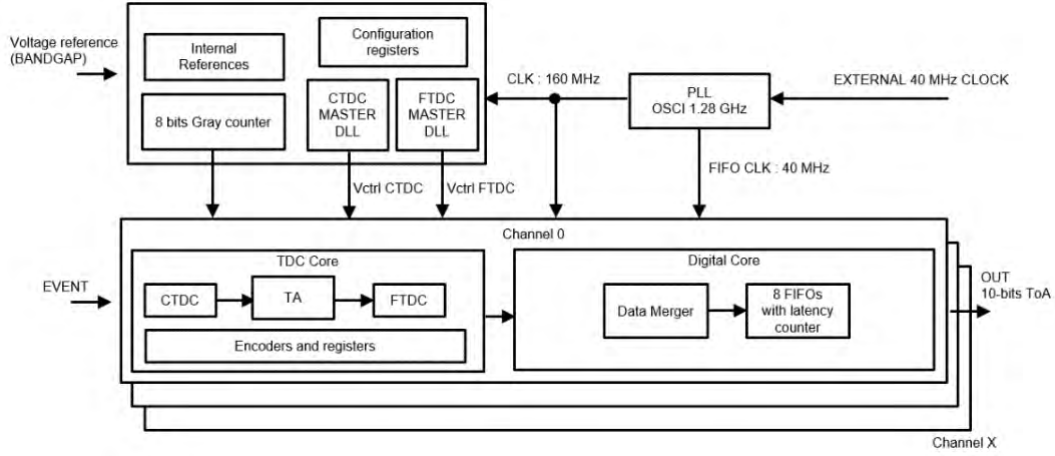 Voltage reference
(BANDGAP)
Internal
References
Configuration
registers
8 bits Gray counter
CTDC
MASTER
DLL
FTDC
MASTER
DLL
CLK : 160 MHz
PLL
OSCI 1.28 GHz
EXTERNAL 40 MHz CLOCK
FIFO CLK : 40 MHz
Vctrl CTDC
Vctrl FTDC
Channel 0
EVENT
TDC Core
CTDC
TA
FTDC
Encoders and registers
Digital Core
Data Merger
8 FIFOs
with latency
counter
OUT
10-bits ToA
Channel X